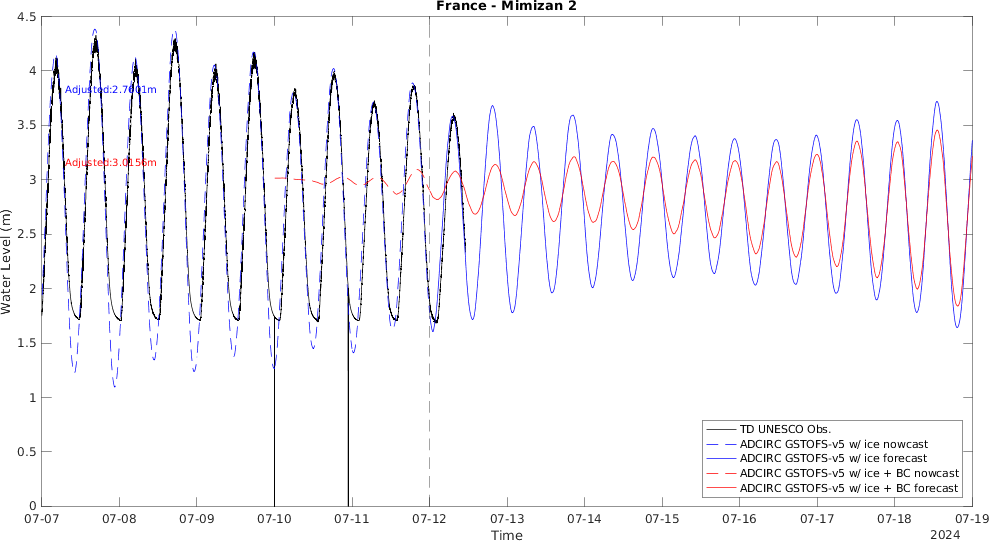 France - Mimizan 2
4.5
4
3.5
3
2.5
2
1.5
1
0.5
0
Water Level (m)
Adjusted:2.7601m
Adjusted:3.0156m
TD UNESCO Obs.
ADCIRC GSTOFS-v5 w/ ice nowcast
ADCIRC GSTOFS-v5 w/ ice forecast
ADCIRC GSTOFS-v5 w/ ice + BC nowcast
ADCIRC GSTOFS-v5 w/ ice + BC forecast
07-07 07-08 07-09 07-10 07-11 07-12 07-13 07-14 07-15 07-16 07-17 07-18 07-19
Time
2024